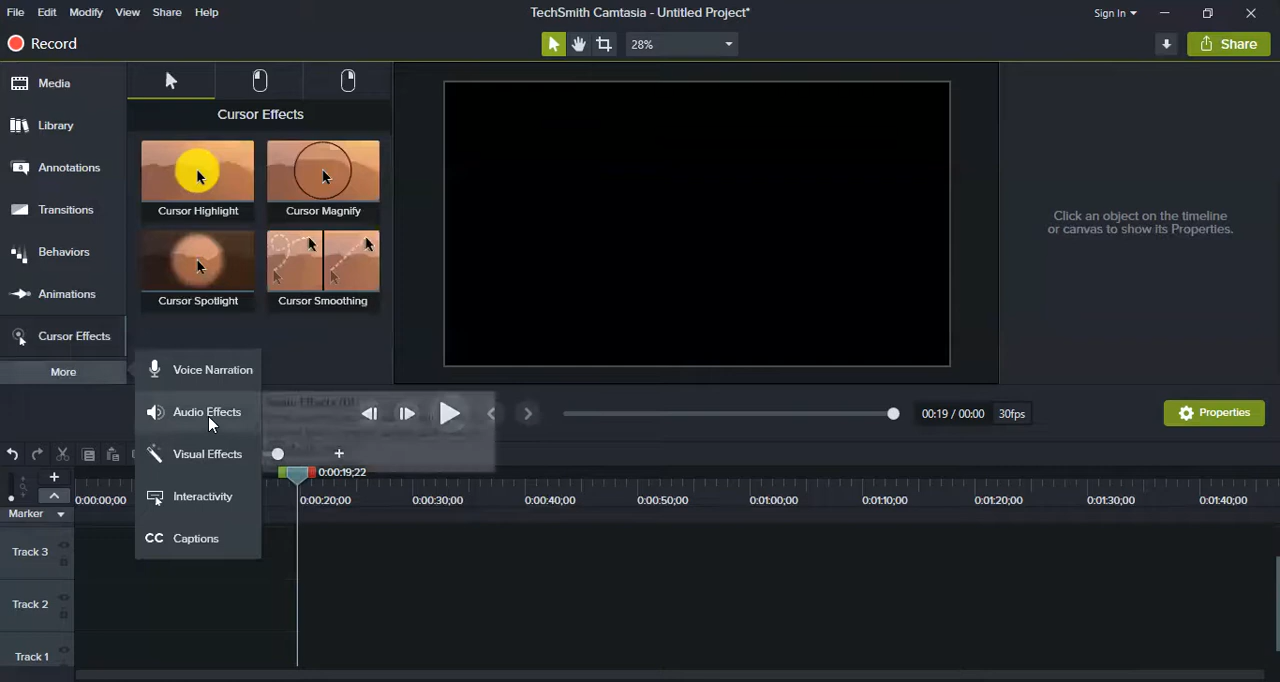 File Edit Modify View Share Help
TechSmith Camtasia - Untitled Project*
Sign In
Record
28%
Share
Media
Library
Annotations
Transitions
Behaviors
Animations
Cursor Effects
More
Cursor Effects
Cursor Highlight
Cursor Magnify
Cursor Spotlight
Cursor Smoothing
Click an object on the timeline
or canvas to show its Properties.
Voice Narration
Audio Effects
Visual Effects
Interactivity
CC Captions
00:19 / 00:00 30fps
Properties
0:00:19;22
0:00:00;00 0:00:20;00 0:00:30;00 0:00:40;00 0:00:50;00 0:01:00;00 0:01:10;00 0:01:20;00 0:01:30;00 0:01:40;00
Marker
Track 3
Track 2
Track 1